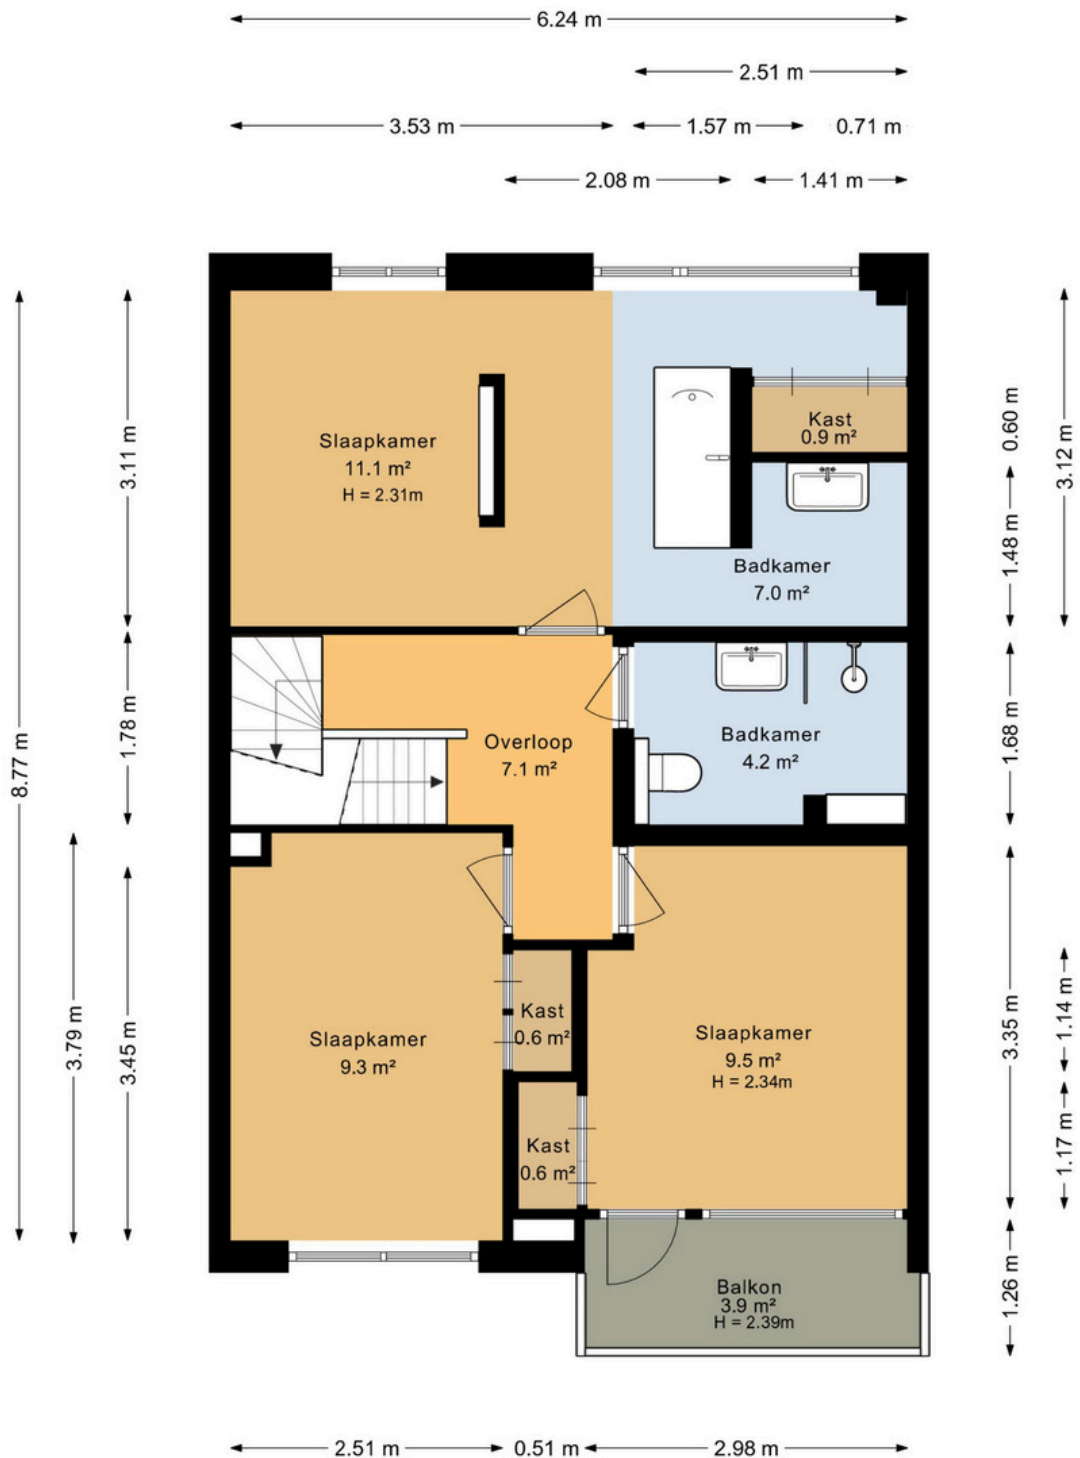 6.24 m
2.51 m
3.53 m
1.57 m
0.71 m
2.08 m
1.41 m
Slaapkamer
11.1 m²
H = 2.31m
Kast
0.9 m²
Badkamer
7.0 m²
Overloop
7.1 m²
Badkamer
4.2 m²
Slaapkamer
9.3 m²
Kast
0.6 m²
Kast
0.6 m²
Slaapkamer
9.5 m²
H = 2.34m
Balkon
3.9 m²
H = 2.39m
8.77 m
3.11 m
1.78 m
3.79 m
3.45 m
0.60 m
3.12 m
1.48 m
1.68 m
3.35 m
1.14 m
1.17 m
1.26 m
2.51 m
0.51 m
2.98 m